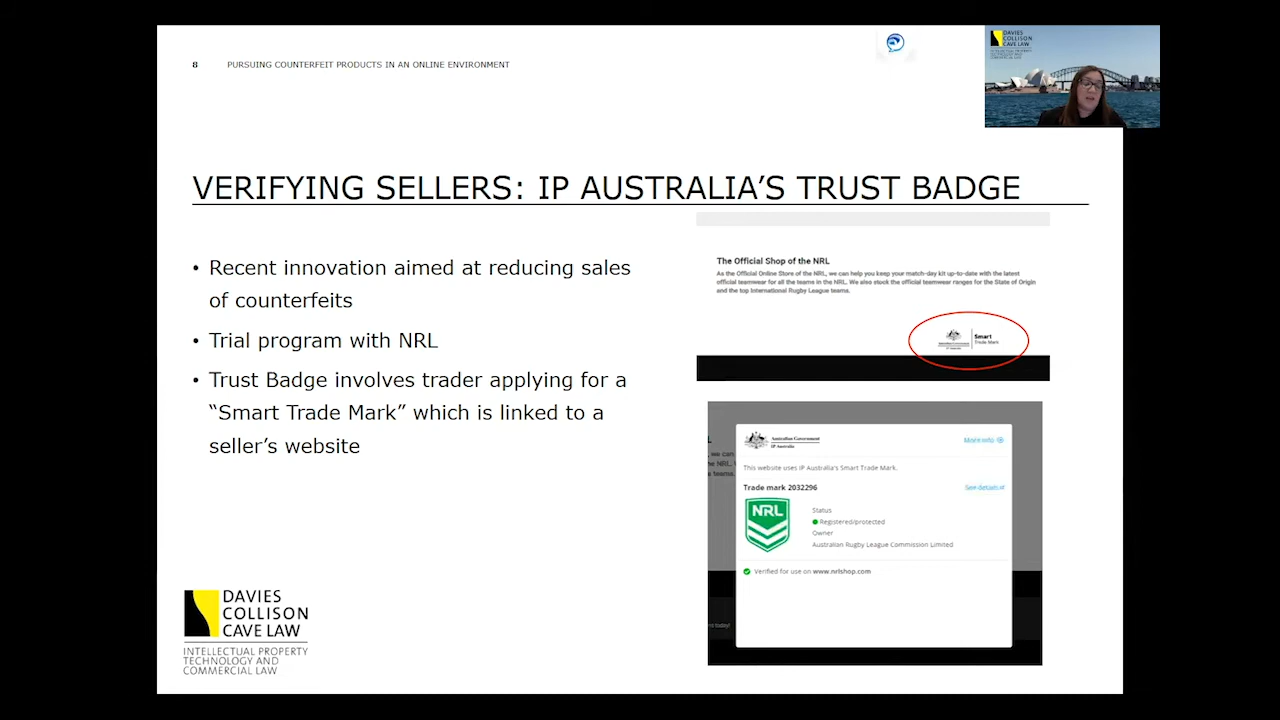 8 PURSUING COUNTERFEIT PRODUCTS IN AN ONLINE ENVIRONMENT
DAVIES
COLLISION
CAVE LAW
VERIFYING SELLERS: IP AUSTRALIA’S TRUST BADGE
• Recent innovation aimed at reducing sales
of counterfeits
• Trial program with NRL
• Trust Badge involves trader applying for a
“Smart Trade Mark” which is linked to a
seller’s website
The Official Shop of the NRL
As the Official Online Store of the NRL, we can help you keep your match-day kit up-to-date with the latest
official teamwear for all the teams in the NRL. We also stock the official teamwear ranges for the State of Origin
and the top International Rugby League teams.
Smart
Trade Mark
Australian Government
IP Australia
More info
This website uses IP Australia's Smart Trade Mark.
Trade mark 2032296
See details
NRL
Status
Registered/protected
Owner
Australian Rugby League Commission Limited
Verified for use on www.nrlshop.com
DAVIES
COLLISON
CAVE LAW
INTELLECTUAL PROPERTY
TECHNOLOGY AND
COMMERCIAL LAW